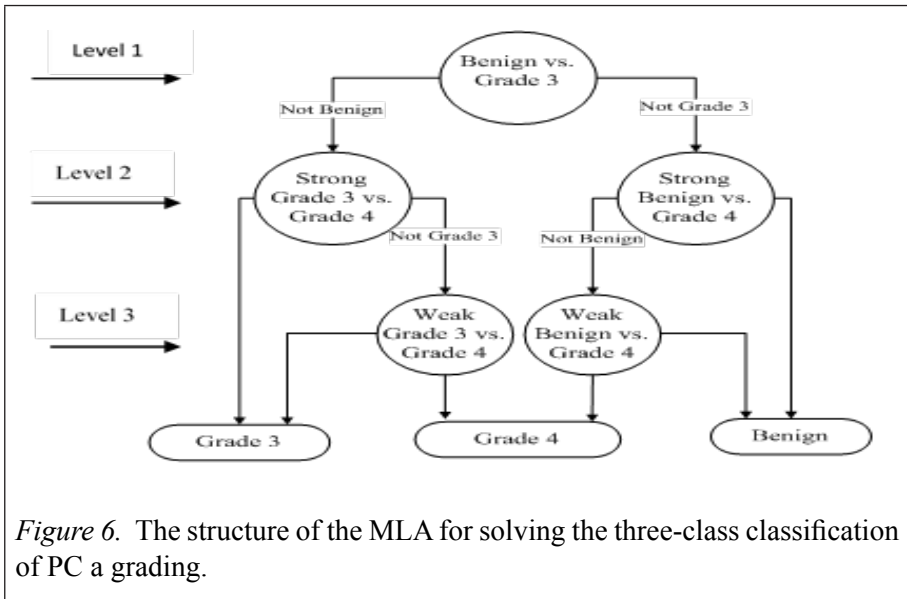 Level 1
Benign vs.
Grade 3
Not Benign
Not Grade 3
Level 2
Strong
Grade 3 vs.
Grade 4
Strong
Benign vs.
Grade 4
Not Grade 3
Not Benign
Level 3
Weak
Grade 3 vs.
Grade 4
Weak
Benign vs.
Grade 4
Grade 3
Grade 4
Benign
Figure 6. The structure of the MLA for solving the three-class classification
of PC a grading.